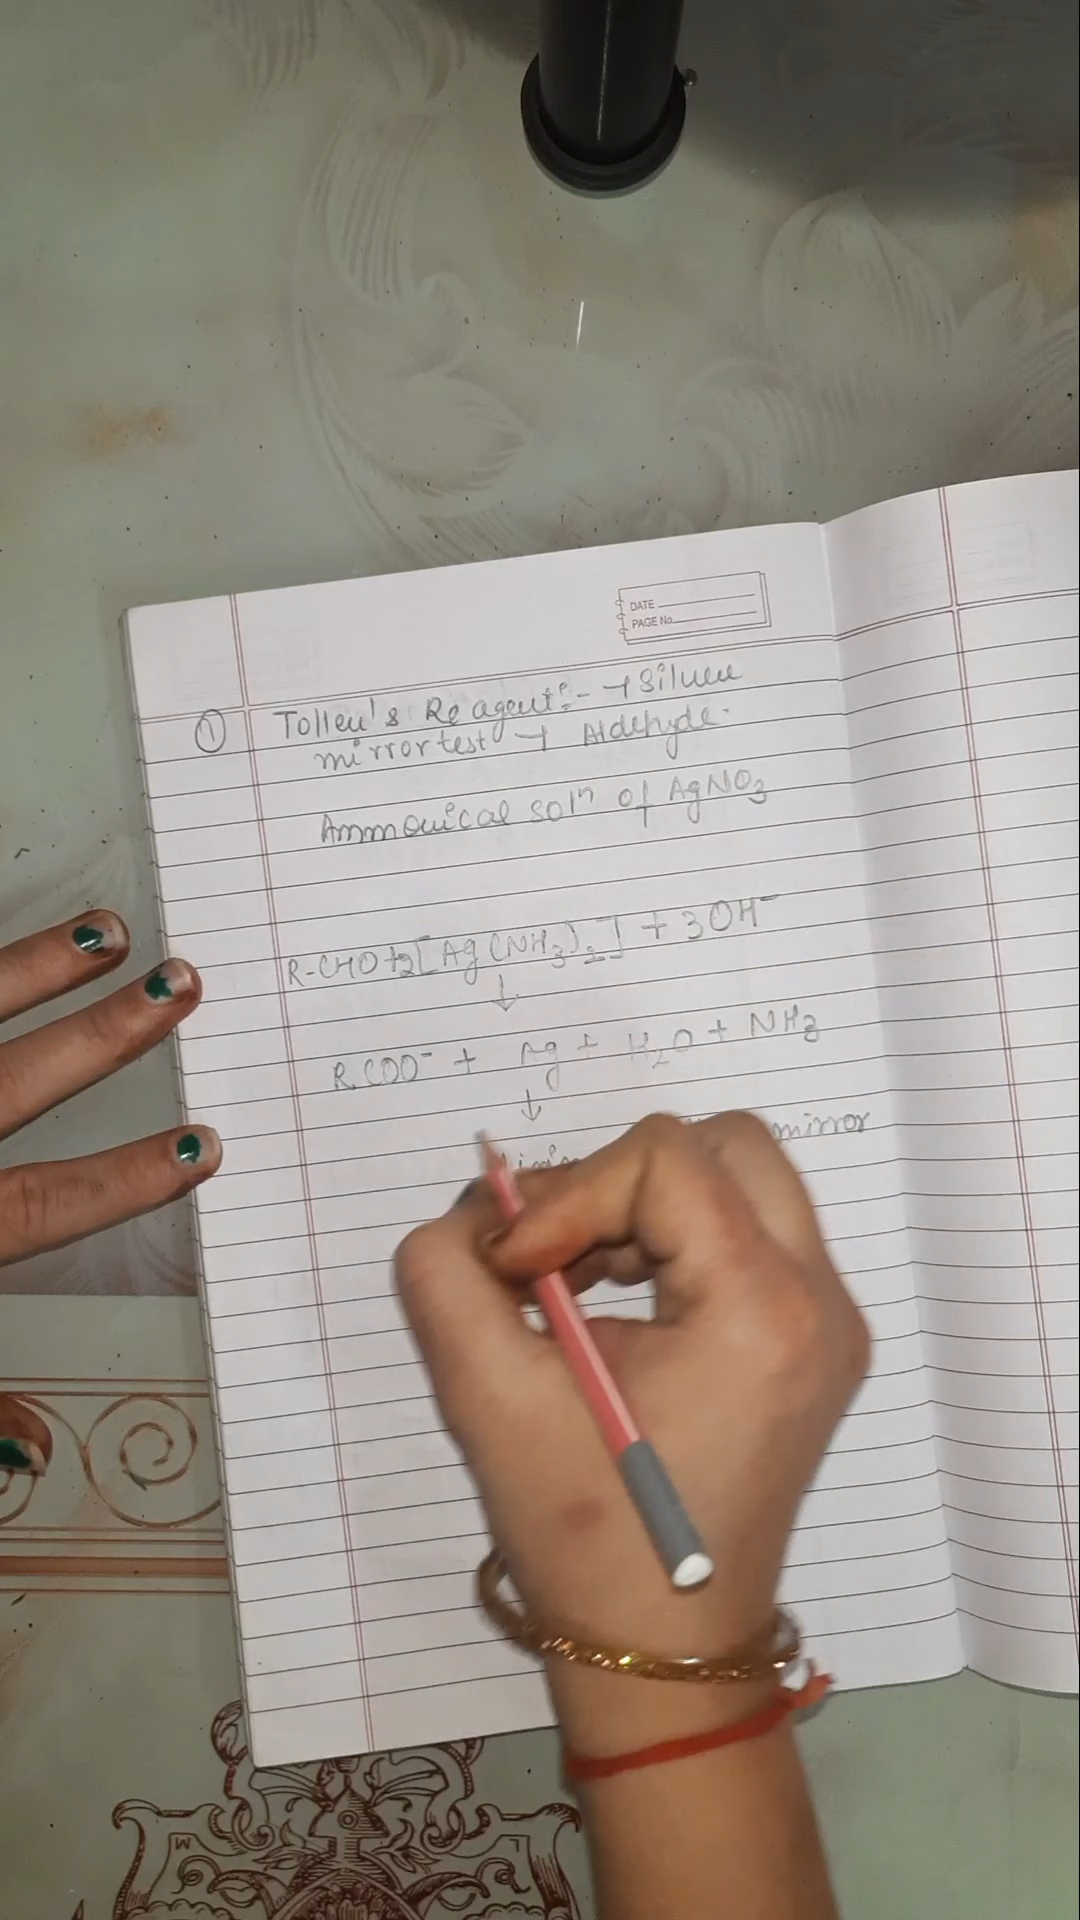 DATE
PAGE No.
① Tollen's Reagent:- → Silver
mirror test → Aldehyde.
Ammonical solⁿ of AgNO₃
R-CHO+2[Ag(NH₃)₂] + 3OH⁻
↓
RCOO⁻ + Ag + H₂O + NH₃
↓
mirror